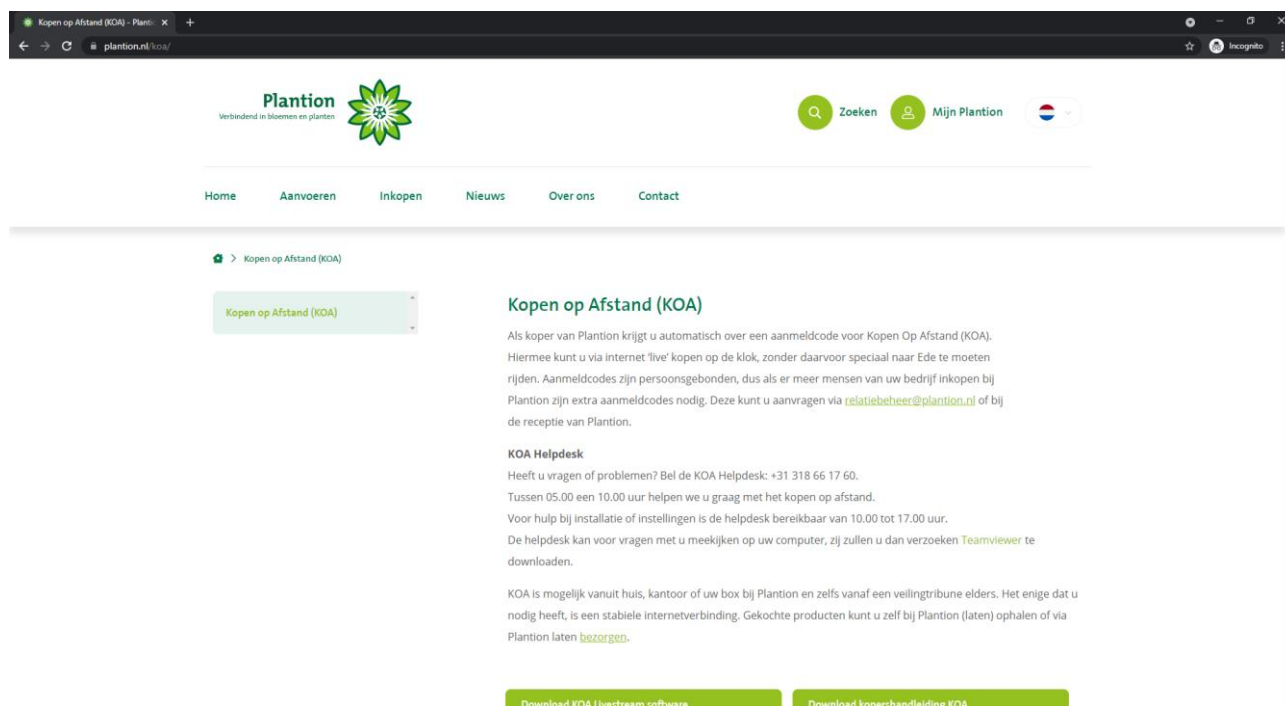 Kopen op Afstand (KOA) - Planti
plantion.nl/koa/
Incognito
Plantion
Verbindend in bloemen en planten
Zoeken
Mijn Plantion
Home
Aanvoeren
Inkopen
Nieuws
Over ons
Contact
Kopen op Afstand (KOA)
Kopen op Afstand (KOA)
Kopen op Afstand (KOA)
Als koper van Plantion krijgt u automatisch over een aanmeldcode voor Kopen Op Afstand (KOA).
Hiermee kunt u via internet 'live' kopen op de klok, zonder daarvoor speciaal naar Ede te moeten
rijden. Aanmeldcodes zijn persoonsgebonden, dus als er meer mensen van uw bedrijf inkopen bij
Plantion zijn extra aanmeldcodes nodig. Deze kunt u aanvragen via relatiebeheer@plantion.nl of bij
de receptie van Plantion.
KOA Helpdesk
Heeft u vragen of problemen? Bel de KOA Helpdesk: +31 318 66 17 60.
Tussen 05.00 een 10.00 uur helpen we u graag met het kopen op afstand.
Voor hulp bij installatie of instellingen is de helpdesk bereikbaar van 10.00 tot 17.00 uur.
De helpdesk kan voor vragen met u meekijken op uw computer, zij zullen u dan verzoeken Teamviewer te
downloaden.
KOA is mogelijk vanuit huis, kantoor of uw box bij Plantion en zelfs vanaf een veilingtribune elders. Het enige dat u
nodig heeft, is een stabiele internetverbinding. Gekochte producten kunt u zelf bij Plantion (laten) ophalen of via
Plantion laten bezorgen.
Download KOA Livestream software
Download kopershandleiding KOA